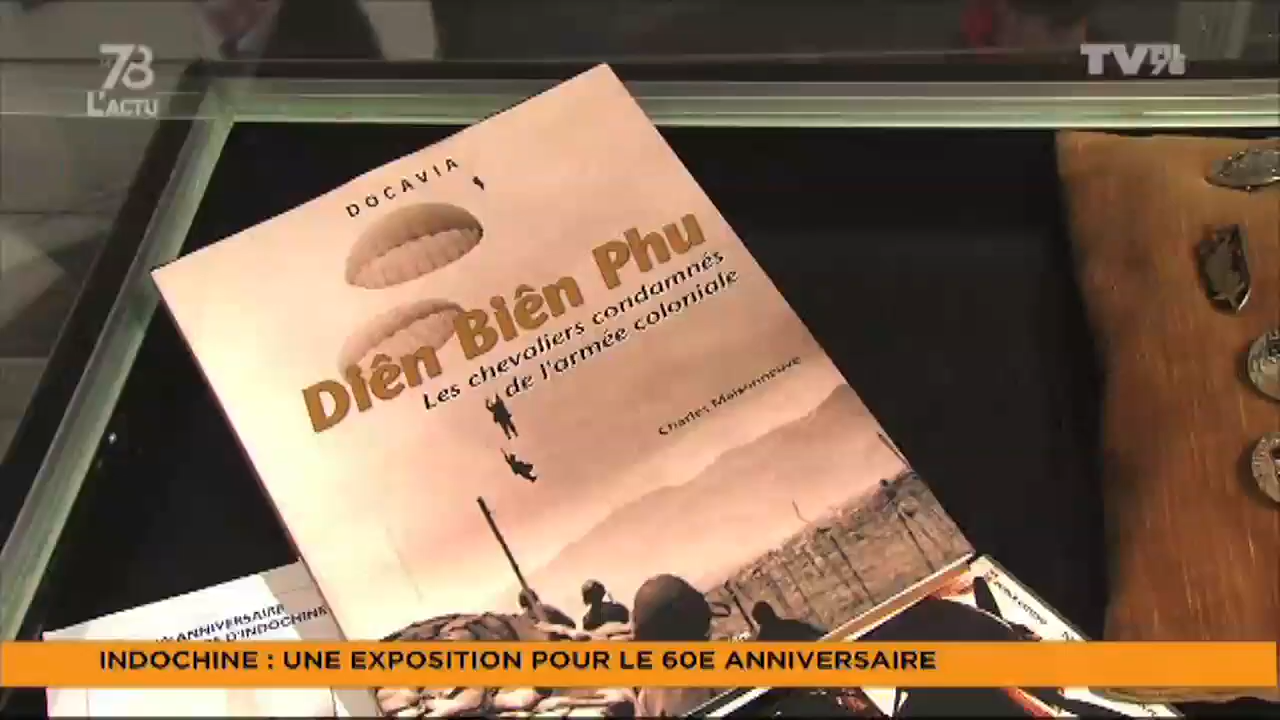 78
L'ACTU
TV
DOCAVIA
Diên Biên Phu
Les chevaliers condamnés
de l'armée coloniale
Charles Maisonneuve
ANNIVERSAIRE
D'INDOCHINE
INDOCHINE : UNE EXPOSITION POUR LE 60E ANNIVERSAIRE